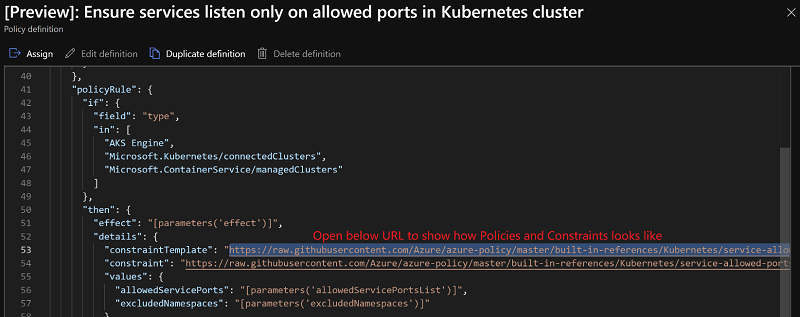 [Preview]: Ensure services listen only on allowed ports in Kubernetes cluster
Policy definition
Assign Edit definition Duplicate definition Delete definition
40 },
41 "policyRule": {
42 "if": {
43 "field": "type",
44 "in": [
45 "AKS Engine",
46 "Microsoft.Kubernetes/connectedClusters",
47 "Microsoft.ContainerService/managedClusters"
48 ]
49 },
50 "then": {
51 "effect": "[parameters('effect')]",
Open below URL to show how Policies and Constraints looks like
52 "details": {
53 "constraintTemplate": "https://raw.githubusercontent.com/Azure/azure-policy/master/built-in-references/Kubernetes/service-allow
54 "constraint": "https://raw.githubusercontent.com/Azure/azure-policy/master/built-in-references/Kubernetes/service-allowed-ports
55 "values": {
56 "allowedServicePorts": "[parameters('allowedServicePortsList')]",
57 "excludedNamespaces": "[parameters('excludedNamespaces')]"